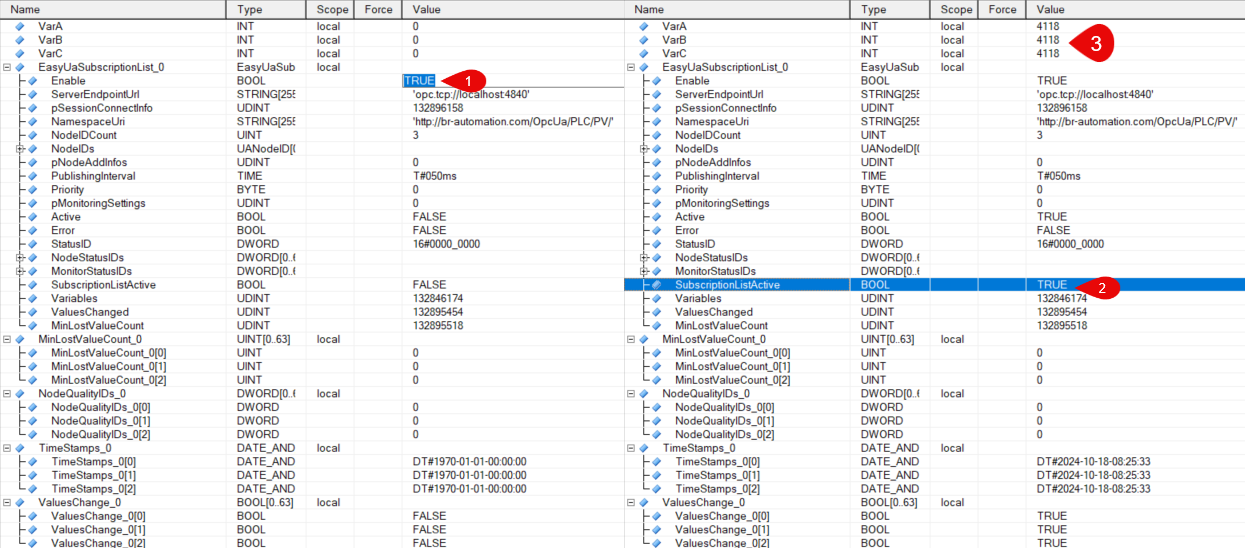 Name Type Scope Force Value
VarA INT local 0
VarB INT local 0
VarC INT local 0
EasyUaSubscriptionList_0 EasyUaSub local
Enable BOOL TRUE 1
ServerEndpointUrl STRING[255 'opc.tcp://localhost:4840'
pSessionConnectInfo UDINT 132896158
NamespaceUri STRING[255 'http://br-automation.com/OpcUa/PLC/PV/'
NodeIDCount UINT 3
NodeIDs UANodeID[(
pNodeAddInfos UDINT 0
PublishingInterval TIME T#050ms
Priority BYTE 0
pMonitoringSettings UDINT 0
Active BOOL FALSE
Error BOOL FALSE
StatusID DWORD 16#0000_0000
NodeStatusIDs DWORD[0..6
MonitorStatusIDs DWORD[0..6
SubscriptionListActive BOOL FALSE
Variables UDINT 132846174
ValuesChanged UDINT 132895454
MinLostValueCount UDINT 132895518
MinLostValueCount_0 UINT[0..63] local
MinLostValueCount_0[0] UINT 0
MinLostValueCount_0[1] UINT 0
MinLostValueCount_0[2] UINT 0
NodeQualityIDs_0 DWORD[0..6 local
NodeQualityIDs_0[0] DWORD 0
NodeQualityIDs_0[1] DWORD 0
NodeQualityIDs_0[2] DWORD 0
TimeStamps_0 DATE_AND local
TimeStamps_0[0] DATE_AND DT#1970-01-01-00:00:00
TimeStamps_0[1] DATE_AND DT#1970-01-01-00:00:00
TimeStamps_0[2] DATE_AND DT#1970-01-01-00:00:00
ValuesChange_0 BOOL[0..63] local
ValuesChange_0[0] BOOL FALSE
ValuesChange_0[1] BOOL FALSE
ValuesChange_0[2] BOOL FALSE
Name Type Scope Force Value
VarA INT local 4118
VarB INT local 4118 3
VarC INT local 4118
EasyUaSubscriptionList_0 EasyUaSub local
Enable BOOL TRUE
ServerEndpointUrl STRING[255 'opc.tcp://localhost:4840'
pSessionConnectInfo UDINT 132896158
NamespaceUri STRING[255 'http://br-automation.com/OpcUa/PLC/PV/'
NodeIDCount UINT 3
NodeIDs UANodeID[(
pNodeAddInfos UDINT 0
PublishingInterval TIME T#050ms
Priority BYTE 0
pMonitoringSettings UDINT 0
Active BOOL TRUE
Error BOOL FALSE
StatusID DWORD 16#0000_0000
NodeStatusIDs DWORD[0..6
MonitorStatusIDs DWORD[0..6
SubscriptionListActive BOOL TRUE 2
Variables UDINT 132846174
ValuesChanged UDINT 132895454
MinLostValueCount UDINT 132895518
MinLostValueCount_0 UINT[0..63] local
MinLostValueCount_0[0] UINT 0
MinLostValueCount_0[1] UINT 0
MinLostValueCount_0[2] UINT 0
NodeQualityIDs_0 DWORD[0..6 local
NodeQualityIDs_0[0] DWORD 0
NodeQualityIDs_0[1] DWORD 0
NodeQualityIDs_0[2] DWORD 0
TimeStamps_0 DATE_AND local
TimeStamps_0[0] DATE_AND DT#2024-10-18-08:25:33
TimeStamps_0[1] DATE_AND DT#2024-10-18-08:25:33
TimeStamps_0[2] DATE_AND DT#2024-10-18-08:25:33
ValuesChange_0 BOOL[0..63] local
ValuesChange_0[0] BOOL TRUE
ValuesChange_0[1] BOOL TRUE
ValuesChange_0[2] BOOL TRUE